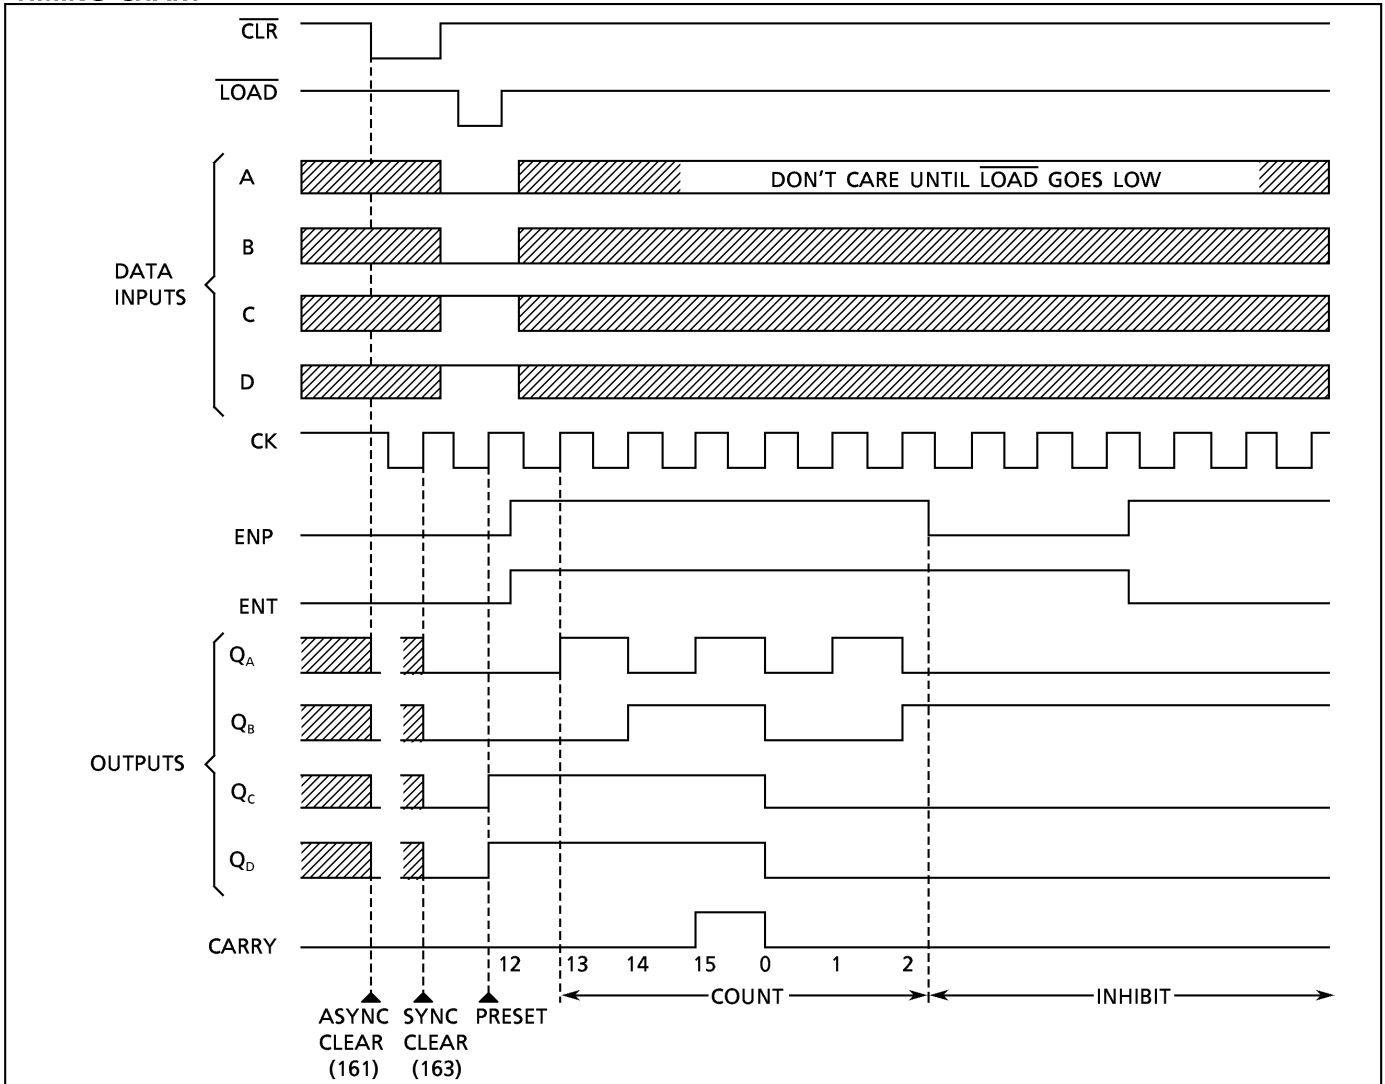 CLR
LOAD
A
DON'T CARE UNTIL LOAD GOES LOW
B
DATA
INPUTS
C
D
CK
ENP
ENT
QA
QB
OUTPUTS
QC
QD
CARRY
12 13 14 15 0 1 2
COUNT INHIBIT
ASYNC SYNC PRESET
CLEAR CLEAR
(161) (163)